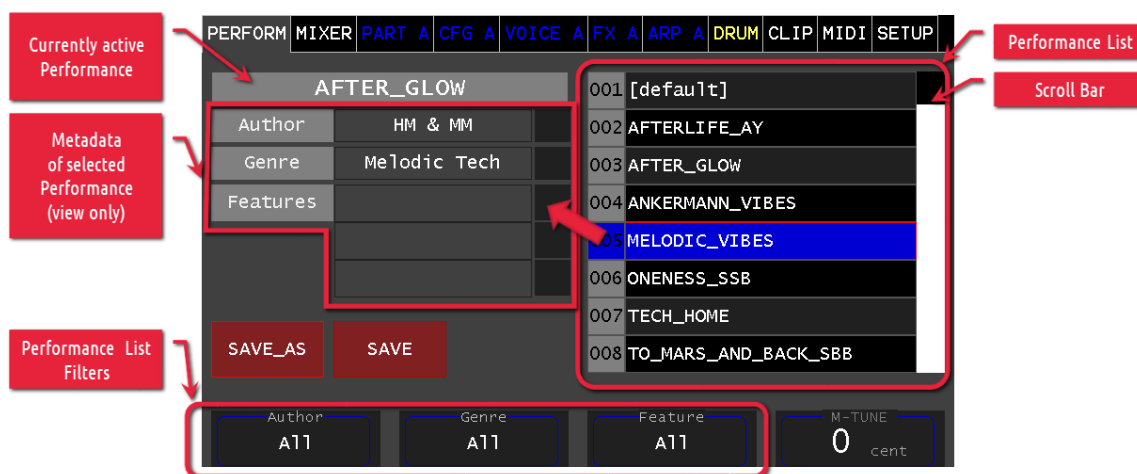 PERFORM MIXER PART A CFG A VOICE A FX A ARP A DRUM CLIP MIDI SETUP
Currently active
Performance
Performance List
Scroll Bar
AFTER_GLOW
Author HM & MM
Genre Melodic Tech
Features
Metadada
of selected
Performance
(view only)
001 [default]
002 AFTERLIFE_AY
003 AFTER_GLOW
004 ANKERMANN_VIBES
005 MELODIC_VIBES
006 ONENESS_SSB
007 TECH_HOME
008 TO_MARS_AND_BACK_SBB
SAVE_AS SAVE
Performance List
Filters
Author
All
Genre
All
Feature
All
M-TUNE
0 cent